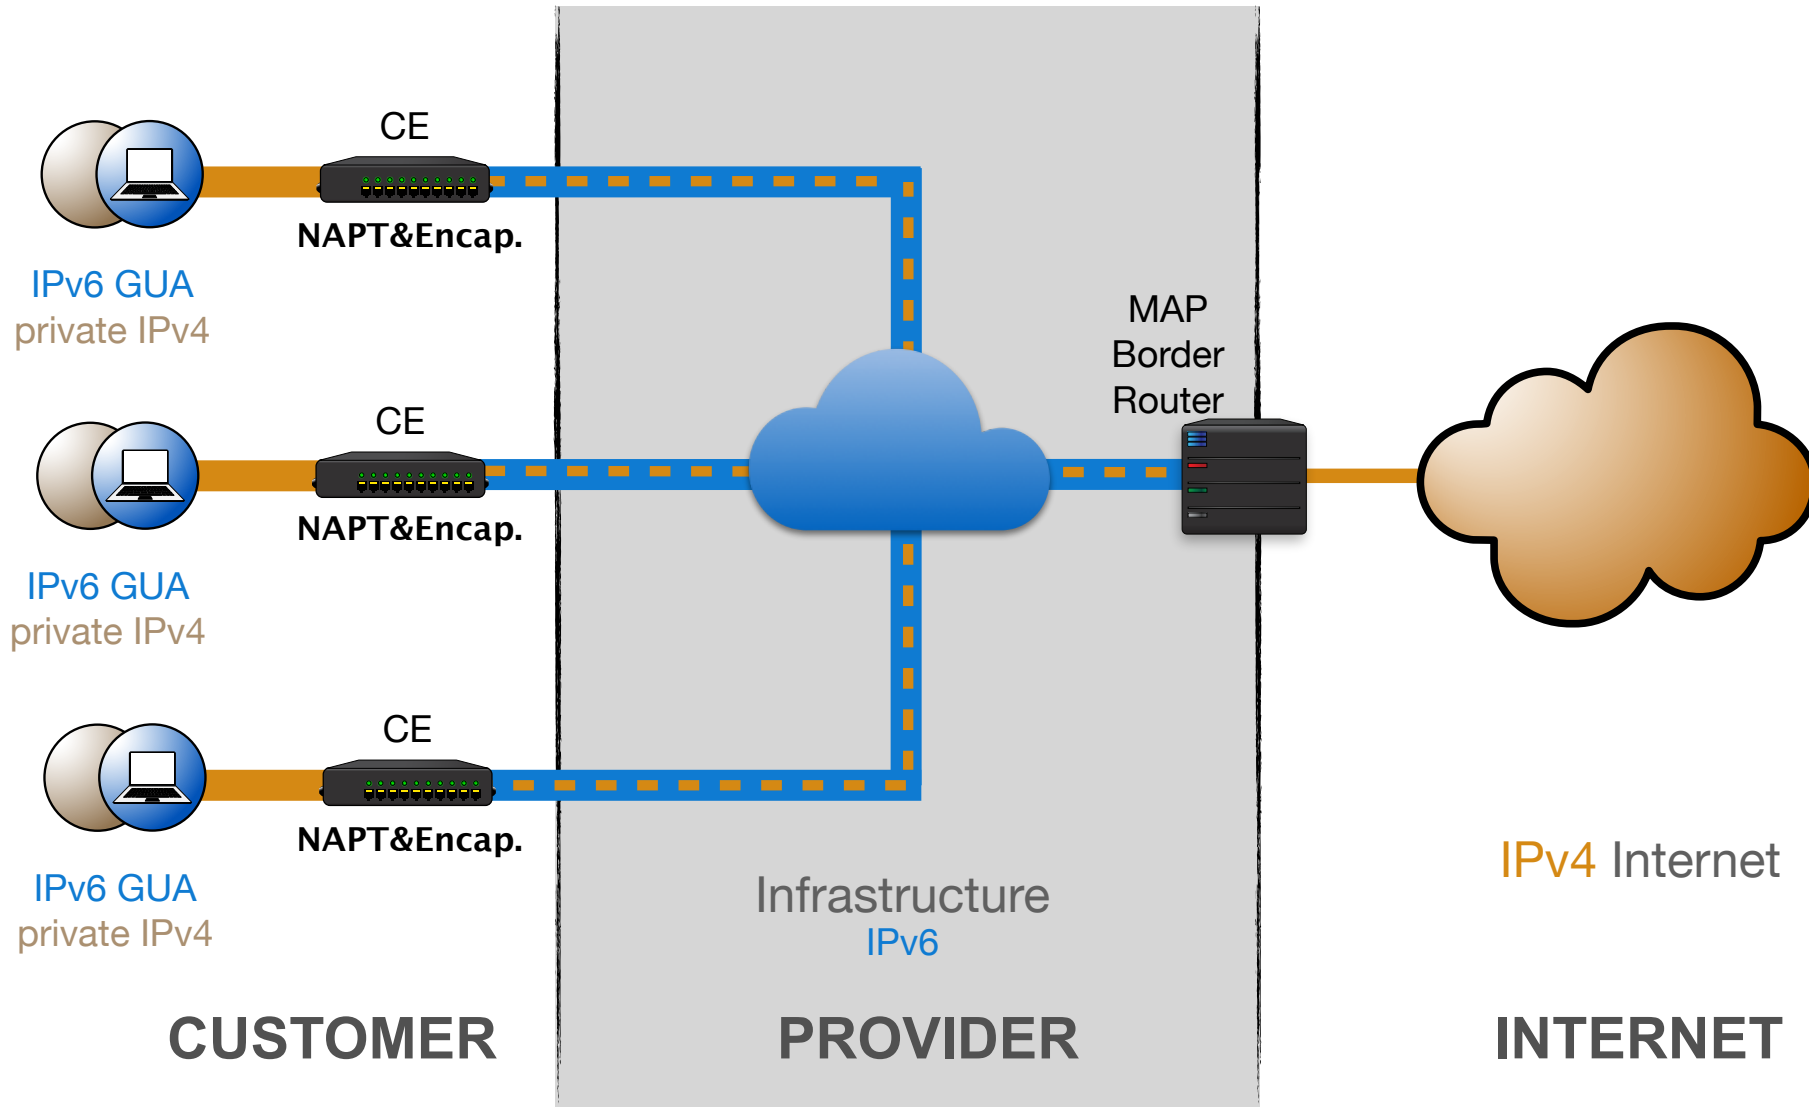 CE
NAPT&Encap.
IPv6 GUA
private IPv4
MAP
Border
Router
CE
NAPT&Encap.
IPv6 GUA
private IPv4
CE
NAPT&Encap.
IPv6 GUA
private IPv4
Infrastructure
IPv6
IPv4 Internet
CUSTOMER
PROVIDER
INTERNET